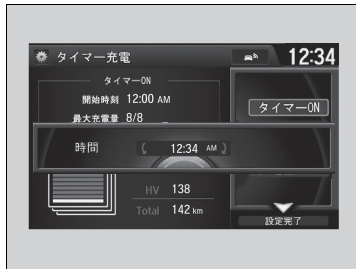 タイマー充電 12:34
タイマーON
開始時刻 12:00 AM
最大充電量 8/8
タイマーON
時間 12:34 AM
HV 138
Total 142 km
設定完了